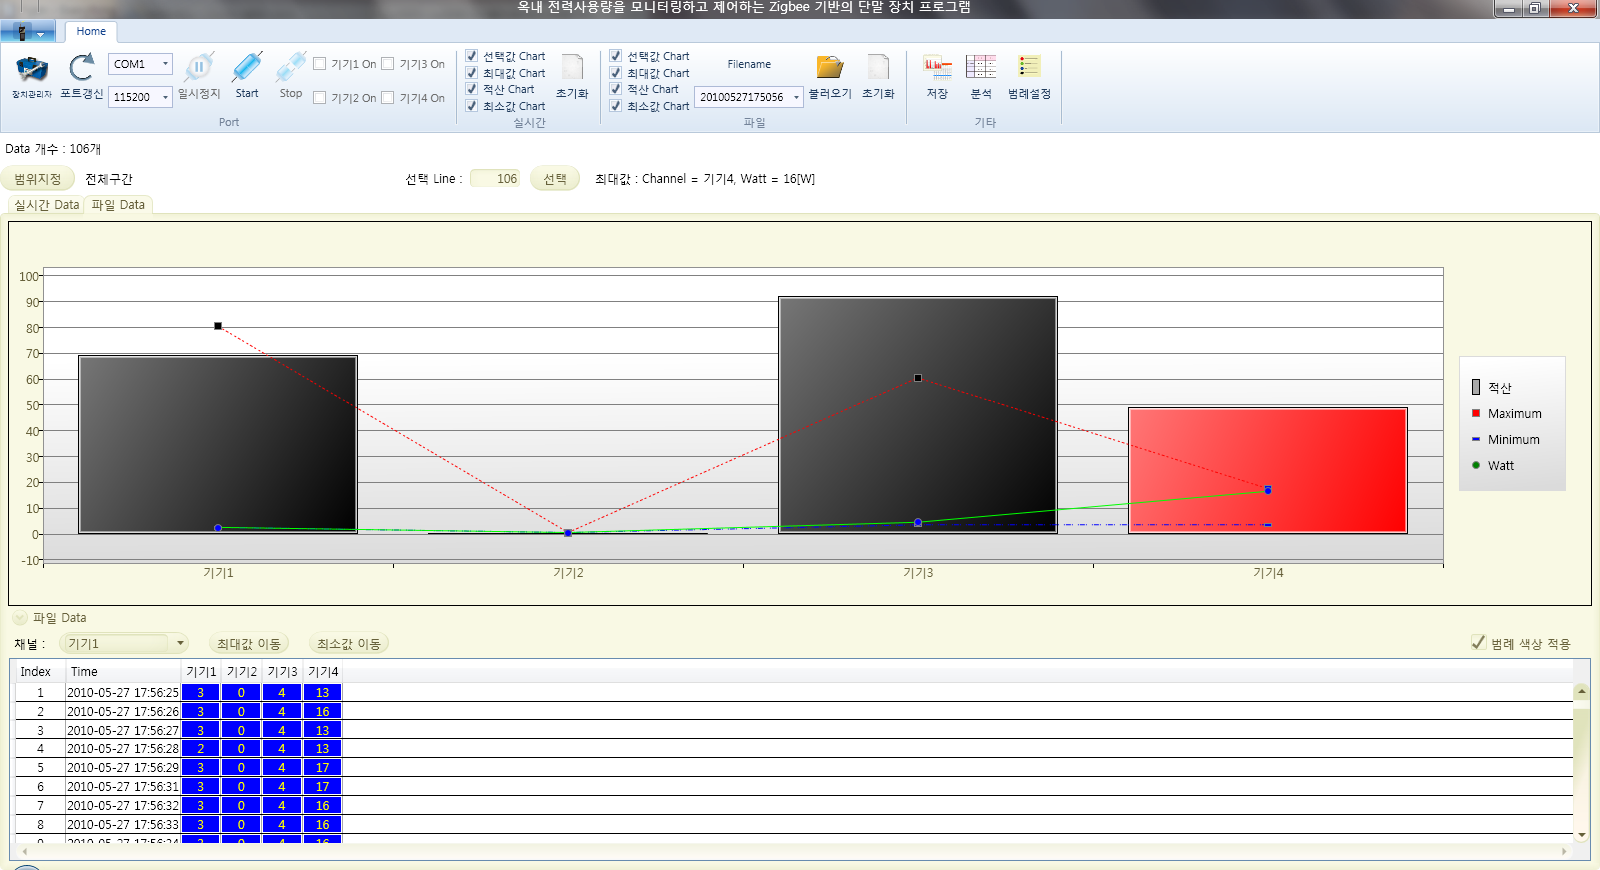 옥내 전력사용량을 모니터링하고 제어하는 Zigbee 기반의 단말 장치 프로그램
Home
장치관리자
포트갱신
COM1
115200
일시정지
Start
Stop
기기1 On
기기3 On
기기2 On
기기4 On
Port
선택값 Chart
최대값 Chart
적산 Chart
최소값 Chart
초기화
실시간
선택값 Chart
최대값 Chart
적산 Chart
최소값 Chart
Filename
20100527175056
불러오기
초기화
파일
저장
분석
범례설정
기타
Data 개수 : 106개
범위지정 전체구간 선택 Line : 106 선택 최대값 : Channel = 기기4, Watt = 16[W]
실시간 Data 파일 Data
100
90
80
70
60
50
40
30
20
10
0
-10
기기1 기기2 기기3 기기4
적산
Maximum
Minimum
Watt
파일 Data
채널 : 기기1 최대값 이동 최소값 이동 범례 색상 적용
Index Time 기기1 기기2 기기3 기기4
1 2010-05-27 17:56:25 3 0 4 13
2 2010-05-27 17:56:26 3 0 4 16
3 2010-05-27 17:56:27 3 0 4 13
4 2010-05-27 17:56:28 2 0 4 13
5 2010-05-27 17:56:29 3 0 4 17
6 2010-05-27 17:56:31 3 0 4 17
7 2010-05-27 17:56:32 3 0 4 16
8 2010-05-27 17:56:33 3 0 4 16
9 2010-05-27 17:56:34 3 0 4 16